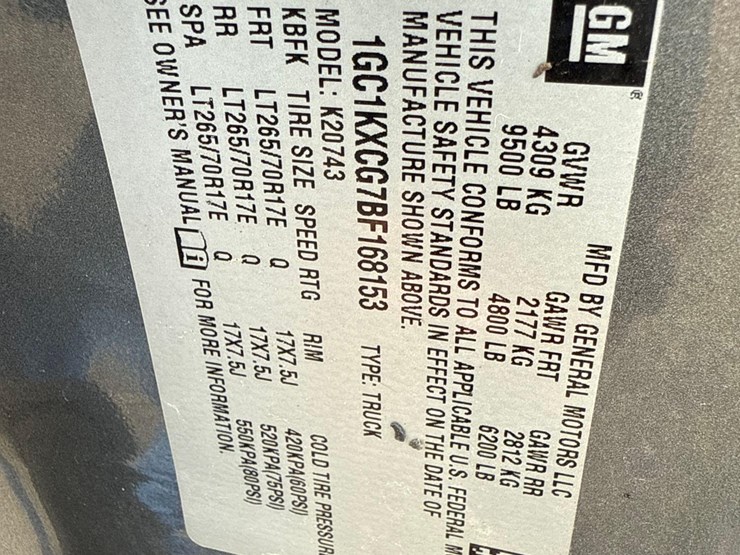 GM
MFD BY GENERAL MOTORS LLC
GVWR GAWR FRT GAWR RR
4309 KG 2177 KG 2812 KG
9500 LB 4800 LB 6200 LB
THIS VEHICLE CONFORMS TO ALL APPLICABLE U.S. FEDERAL M
VEHICLE SAFETY STANDARDS IN EFFECT ON THE DATE OF
MANUFACTURE SHOWN ABOVE.
1GC1KXCG7BF168153 TYPE: TRUCK
MODEL: K20743
KBFK TIRE SIZE SPEED RTG RIM COLD TIRE PRESSUR
FRT LT265/70R17E Q 17X7.5J 420KPA(60PSI)
RR LT265/70R17E Q 17X7.5J 520KPA(75PSI)
SPA LT265/70R17E Q 17X7.5J 550KPA(80PSI)
SEE OWNER'S MANUAL i FOR MORE INFORMATION.